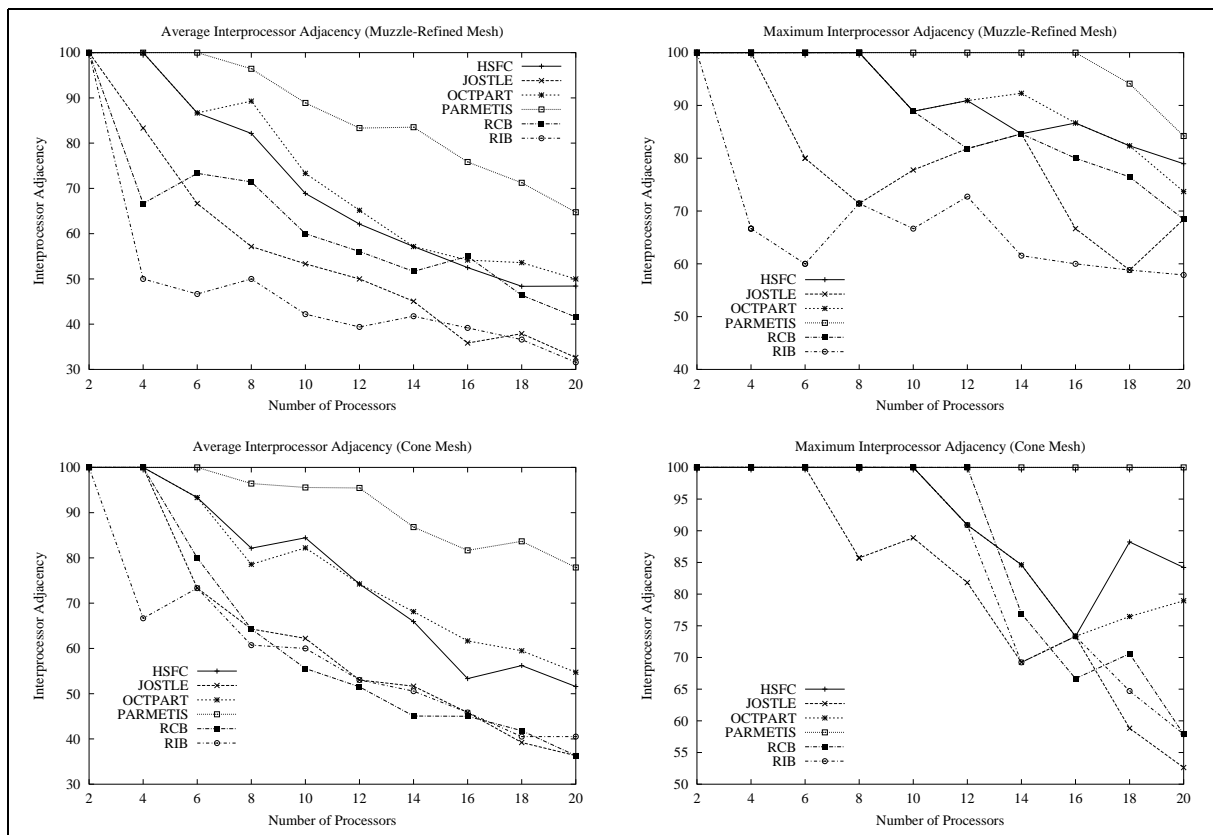 Average Interprocessor Adjacency (Muzzle-Refined Mesh)
Interprocessor Adjacency
100
90
80
70
60
50
40
30
2 4 6 8 10 12 14 16 18 20
Number of Processors
HSFC
JOSTLE
OCTPART
PARMETIS
RCB
RIB
Maximum Interprocessor Adjacency (Muzzle-Refined Mesh)
Interprocessor Adjacency
100
90
80
70
60
50
40
2 4 6 8 10 12 14 16 18 20
Number of Processors
HSFC
JOSTLE
OCTPART
PARMETIS
RCB
RIB
Average Interprocessor Adjacency (Cone Mesh)
Interprocessor Adjacency
100
90
80
70
60
50
40
30
2 4 6 8 10 12 14 16 18 20
Number of Processors
HSFC
JOSTLE
OCTPART
PARMETIS
RCB
RIB
Maximum Interprocessor Adjacency (Cone Mesh)
Interprocessor Adjacency
100
95
90
85
80
75
70
65
60
55
50
2 4 6 8 10 12 14 16 18 20
Number of Processors
HSFC
JOSTLE
OCTPART
PARMETIS
RCB
RIB